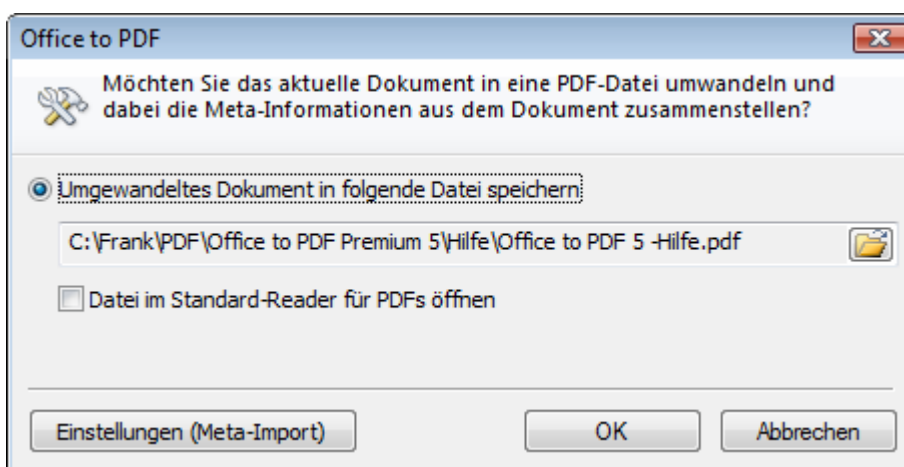 Office to PDF
Möchten Sie das aktuelle Dokument in eine PDF-Datei umwandeln und
dabei die Meta-Informationen aus dem Dokument zusammenstellen?
Umgewandeltes Dokument in folgende Datei speichern
C:\Frank\PDF\Office to PDF Premium 5\Hilfe\Office to PDF 5 -Hilfe.pdf
Datei im Standard-Reader für PDFs öffnen
Einstellungen (Meta-Import)
OK
Abbrechen